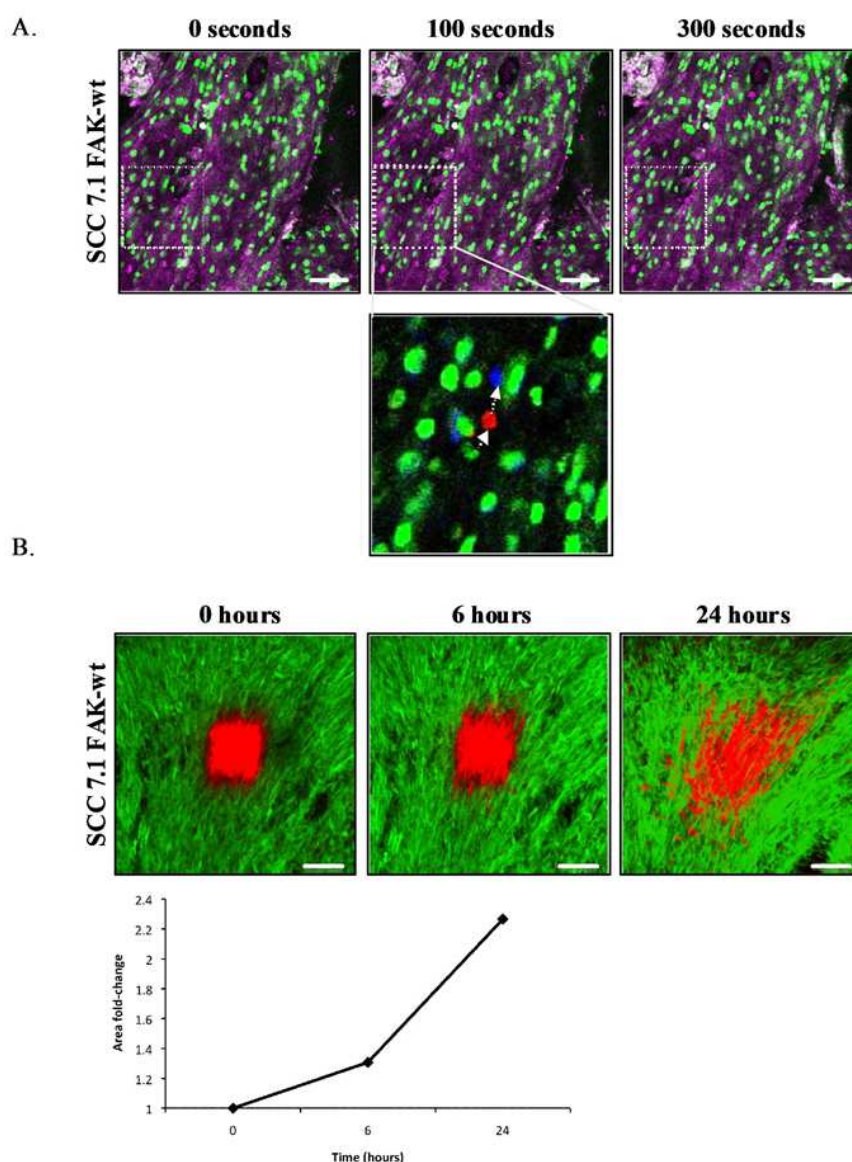 A.
0 seconds
100 seconds
300 seconds
SCC 7.1 FAK-wt
B.
0 hours
6 hours
24 hours
SCC 7.1 FAK-wt
2.4
2.2
2
1.8
1.6
1.4
1.2
1
Area fold-change
0
6
24
Time (hours)